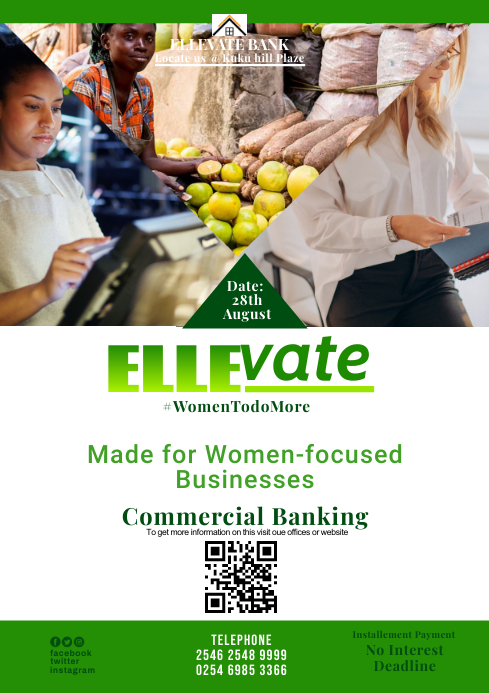 ELLEVATE BANK
Locate us @ Kuku hill Plaze
Date:
28th
August
ELLEvate
#WomenTodoMore
Made for Women-focused
Businesses
Commercial Banking
To get more information on this visit oue offices or website
facebook
twitter
instagram
TELEPHONE
2546 2548 9999
0254 6985 3366
Installement Payment
No Interest
Deadline